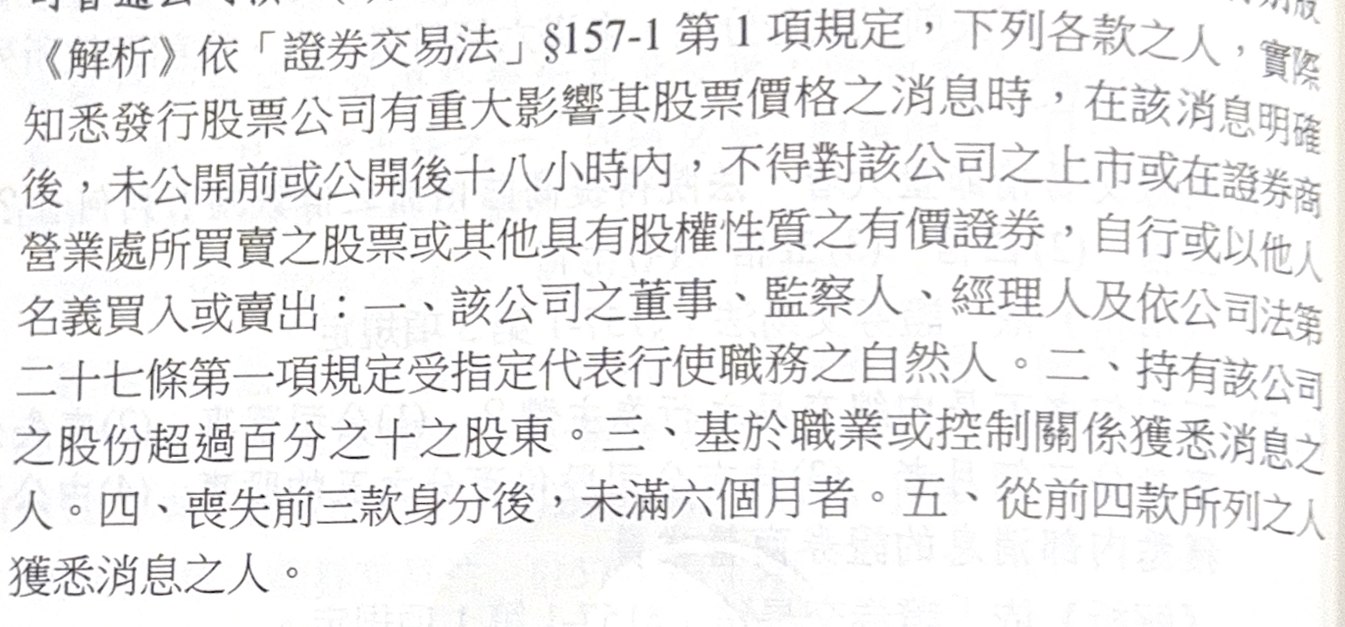 《解析》依「證券交易法」§157-1 第 1 項規定，下列各款之人，實際
知悉發行股票公司有重大影響其股票價格之消息時，在該消息明確
後，未公開前或公開後十八小時內，不得對該公司之上市或在證券商
營業處所買賣之股票或其他具有股權性質之有價證券，自行或以他人
名義買入或賣出：一、該公司之董事、監察人、經理人及依公司法第
二十七條第一項規定受指定代表行使職務之自然人。二、持有該公司
之股份超過百分之十之股東。三、基於職業或控制關係獲悉消息之
人。四、喪失前三款身分後，未滿六個月者。五、從前四款所列之人
獲悉消息之人。